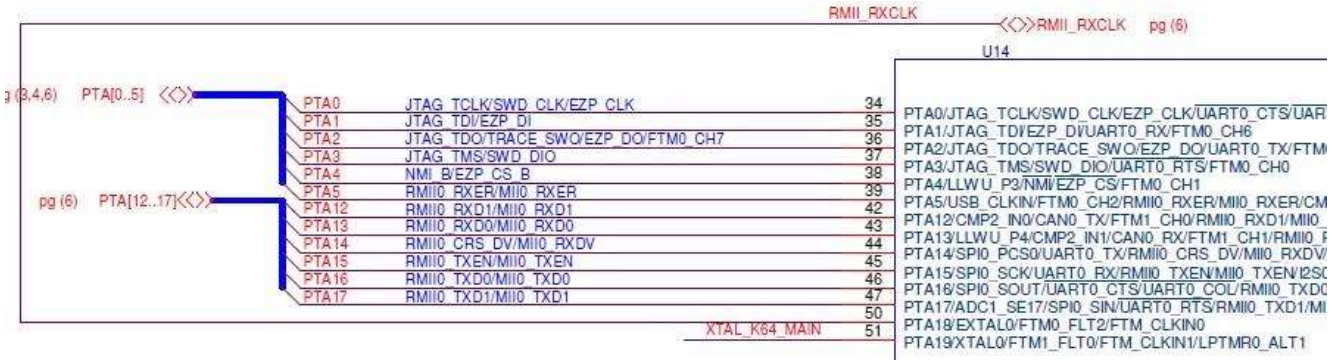 RMII_RXCLK
RMII_RXCLK pg (6)
U14
(3,4,6) PTA[0..5]
PTA0 JTAG_TCLK/SWD_CLK/EZP_CLK 34 PTA0/JTAG_TCLK/SWD_CLK/EZP_CLK/UART0_CTS/UAR
PTA1 JTAG_TDI/EZP_DI 35 PTA1/JTAG_TDI/EZP_DI/UART0_RX/FTM0_CH6
PTA2 JTAG_TDO/TRACE_SWO/EZP_DO/FTM0_CH7 36 PTA2/JTAG_TDO/TRACE_SWO/EZP_DO/UART0_TX/FTM
PTA3 JTAG_TMS/SWD_DIO 37 PTA3/JTAG_TMS/SWD_DIO/UART0_RTS/FTM0_CH0
PTA4 NMI_B/EZP_CS_B 38 PTA4/LLWU_P3/NMI/EZP_CS/FTM0_CH1
PTA5 RMII0_RXER/MII0_RXER 39 PTA5/USB_CLKIN/FTM0_CH2/RMII0_RXER/MII0_RXER/CM
pg (6) PTA[12..17]
PTA12 RMII0_RXD1/MII0_RXD1 42 PTA12/CMP2_IN0/CAN0_TX/FTM1_CH0/RMII0_RXD1/MII0_
PTA13 RMII0_RXD0/MII0_RXD0 43 PTA13/LLWU_P4/CMP2_IN1/CAN0_RX/FTM1_CH1/RMII0_
PTA14 RMII0_CRS_DV/MII0_RXDV 44 PTA14/SPI0_PCS0/UART0_TX/RMII0_CRS_DV/MII0_RXDV/
PTA15 RMII0_TXEN/MII0_TXEN 45 PTA15/SPI0_SCK/UART0_RX/RMII0_TXEN/MII0_TXEN/I2S0
PTA16 RMII0_TXD0/MII0_TXD0 46 PTA16/SPI0_SOUT/UART0_CTS/UART0_COL/RMII0_TXD0
PTA17 RMII0_TXD1/MII0_TXD1 47 PTA17/ADC1_SE17/SPI0_SIN/UART0_RTS/RMII0_TXD1/MI
50 PTA18/EXTAL0/FTM0_FLT2/FTM_CLKIN0
XTAL_K64_MAIN 51 PTA19/XTAL0/FTM1_FLT0/FTM_CLKIN1/LPTMR0_ALT1